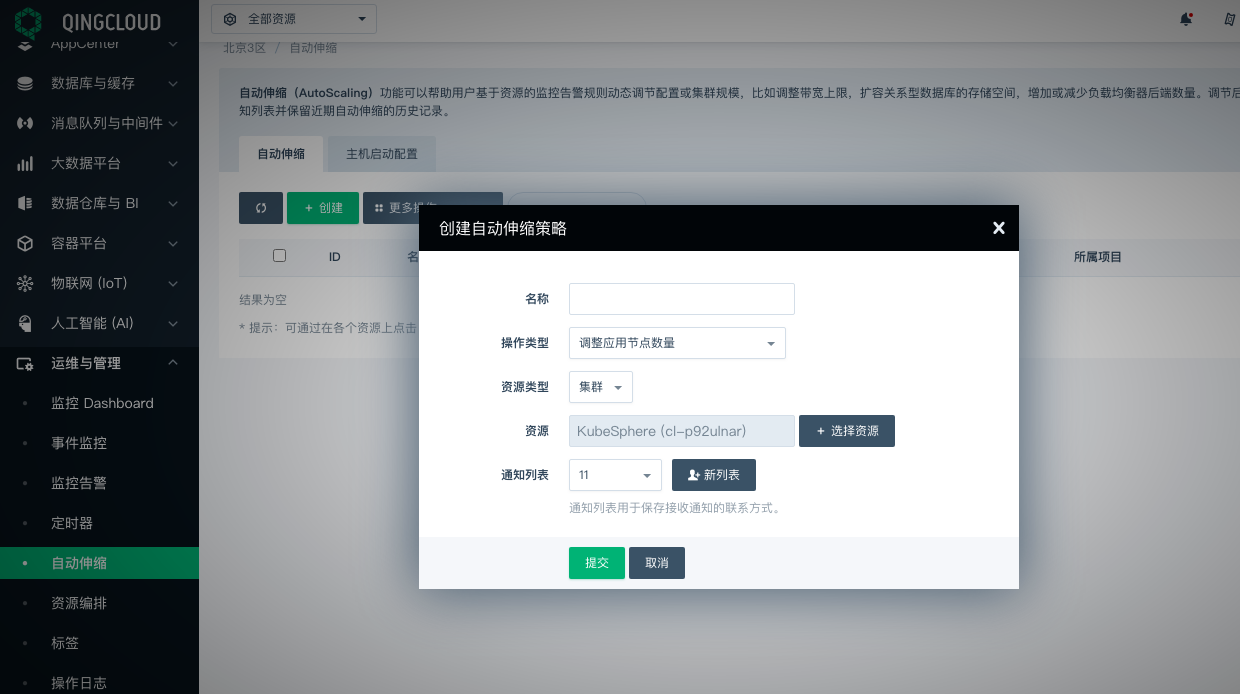 QINGCLOUD
全部资源
AppCenter
北京3区 / 自动伸缩
数据库与缓存
消息队列与中间件
大数据平台
数据仓库与 BI
容器平台
物联网 (IoT)
人工智能 (AI)
运维与管理
监控 Dashboard
事件监控
监控告警
定时器
自动伸缩
资源编排
标签
操作日志
自动伸缩（AutoScaling）功能可以帮助用户基于资源的监控告警规则动态调节配置或集群规模，比如调整带宽上限，扩容关系型数据库的存储空间，增加或减少负载均衡器后端数量。调节后
知列表并保留近期自动伸缩的历史记录。
自动伸缩 主机启动配置
+ 创建 更多操
ID 名 所属项目
结果为空
* 提示：可通过在各个资源上点击
创建自动伸缩策略
名称
操作类型 调整应用节点数量
资源类型 集群
资源 KubeSphere (cl-p92ulnar) + 选择资源
通知列表 11 新列表
通知列表用于保存接收通知的联系方式。
提交 取消